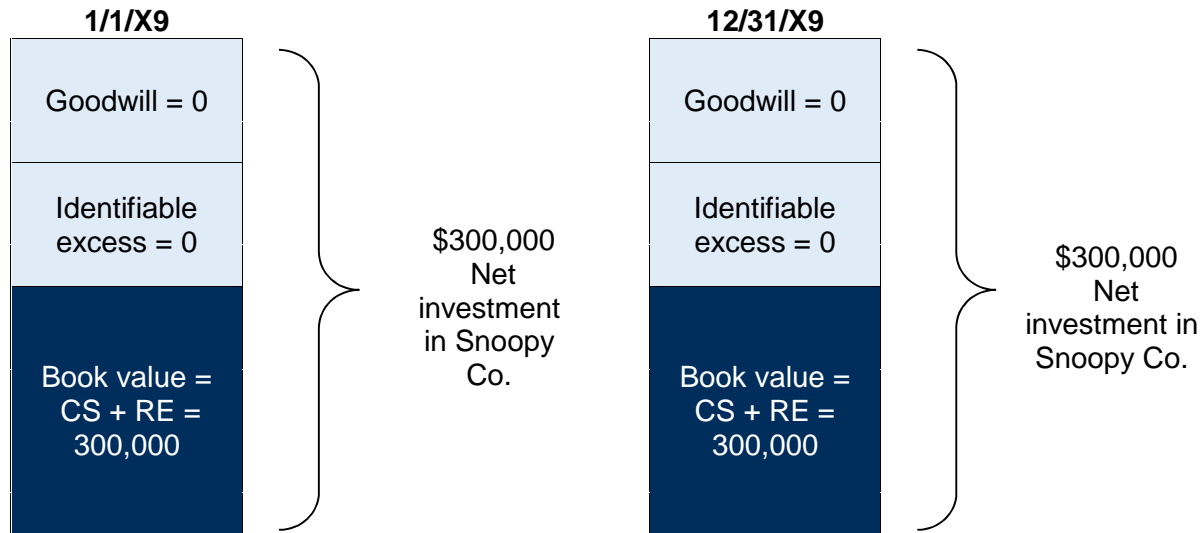 1/1/X9
Goodwill = 0
Identifiable
excess = 0
Book value =
CS + RE =
300,000
$300,000
Net
investment
in Snoopy
Co.
12/31/X9
Goodwill = 0
Identifiable
excess = 0
Book value =
CS + RE =
300,000
$300,000
Net
investment in
Snoopy Co.